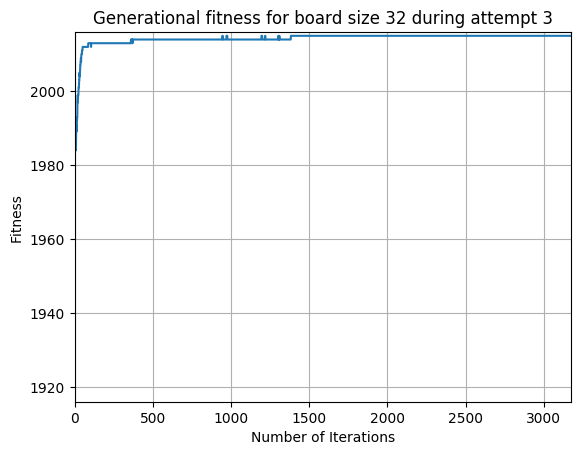 Generational fitness for board size 32 during attempt 3
2000
1980
1960
1940
1920
Fitness
0 500 1000 1500 2000 2500 3000
Number of Iterations